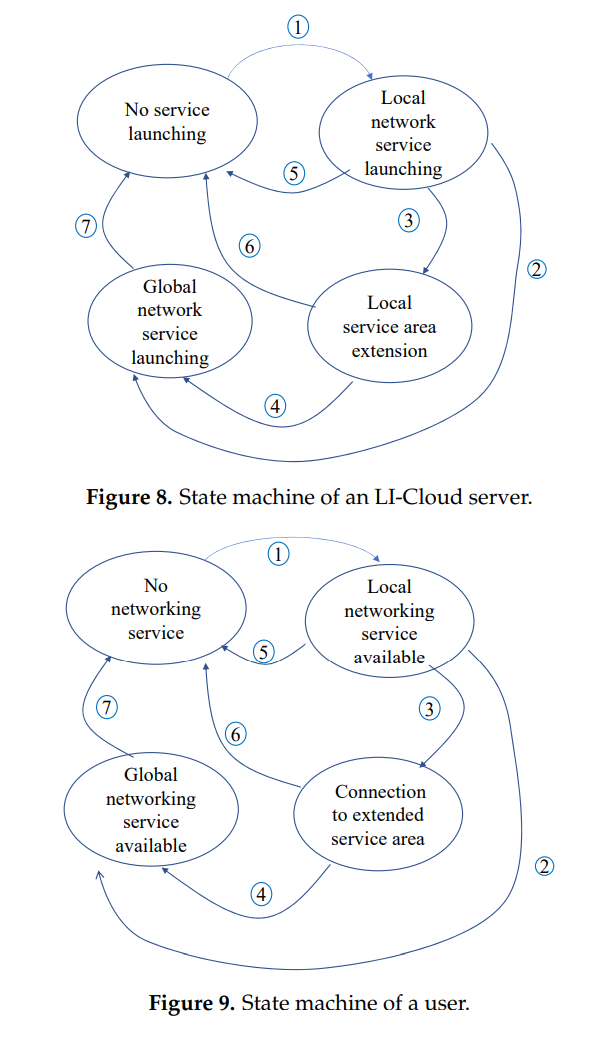 ①
No service
launching
Local
network
service
launching
⑤
③
⑦
⑥
②
Global
network
service
launching
Local
service area
extension
④
Figure 8. State machine of an LI-Cloud server.
①
No
networking
service
Local
networking
service
available
⑤
③
⑦
⑥
Global
networking
service
available
Connection
to extended
service area
②
④
Figure 9. State machine of a user.